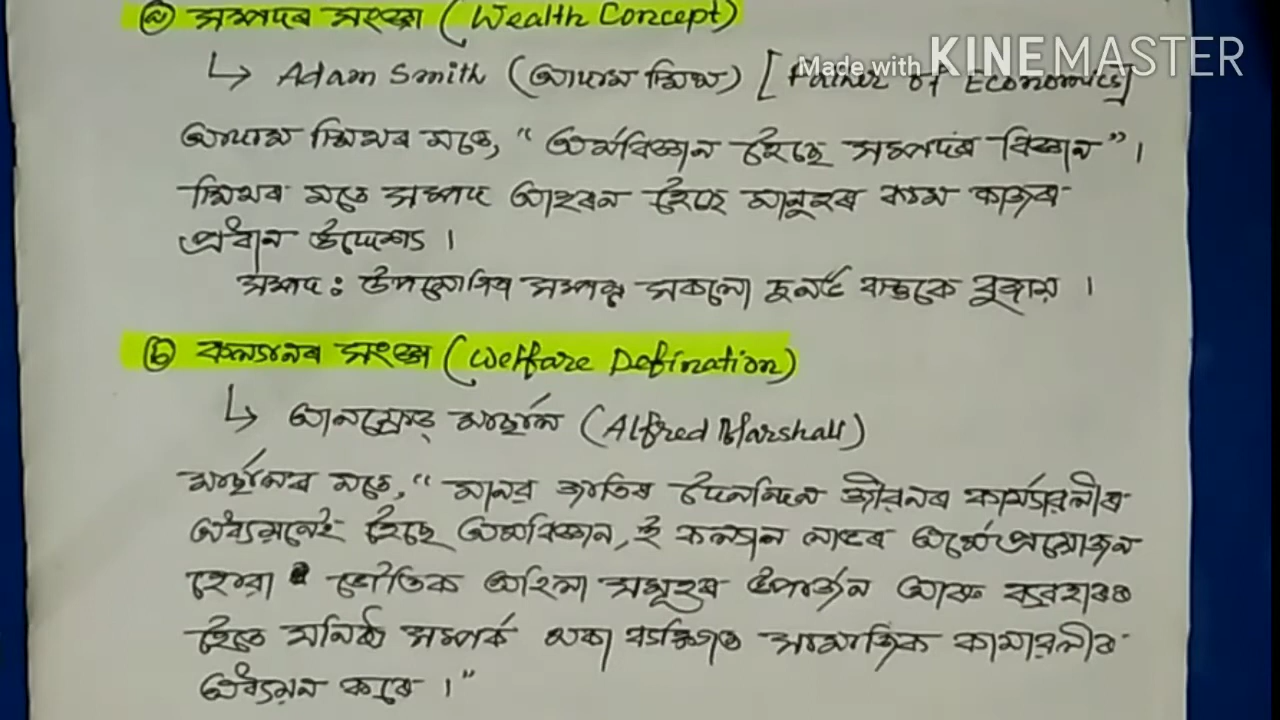 ⓐ সম্পদৰ সংজ্ঞা (Wealth Concept)
Made with KINEMASTER
↳ Adam Smith (আদাম স্মিথ) [Father of Economics]
আদাম স্মিথৰ মতে, “অৰ্থবিজ্ঞান হৈছে সম্পদৰ বিজ্ঞান”।
স্মিথৰ মতে সম্পদ আহৰন হৈছে মানুহৰ কাম কাজৰ
প্ৰধান উদ্দেশ্য ।
সম্পদ : উপযোগিতা সম্পন্ন সকলো দুৰ্লভ বস্তুকে বুজায় ।
ⓑ কল্যানৰ সংজ্ঞা (Welfare Defination)
↳ আলফ্ৰেড্ মাৰ্ছাল (Alfred Marshall)
মাৰ্ছালৰ মতে, “মানৱ জাতিৰ দৈনন্দিন জীৱনৰ কাৰ্যাৱলীৰ
অধ্যয়নেই হৈছে অৰ্থবিজ্ঞান, ই কল্যান লাভৰ অৰ্থে প্ৰয়োজন
হোৱা ভৌতিক আহিলা সমূহৰ উপাৰ্জন আৰু ব্যৱহাৰৰ
হৈতে ঘনিষ্ঠ সম্পৰ্ক থকা ব্যক্তিগত সামাজিক কাৰ্যাৱলীৰ
অধ্যয়ন কৰে ।”